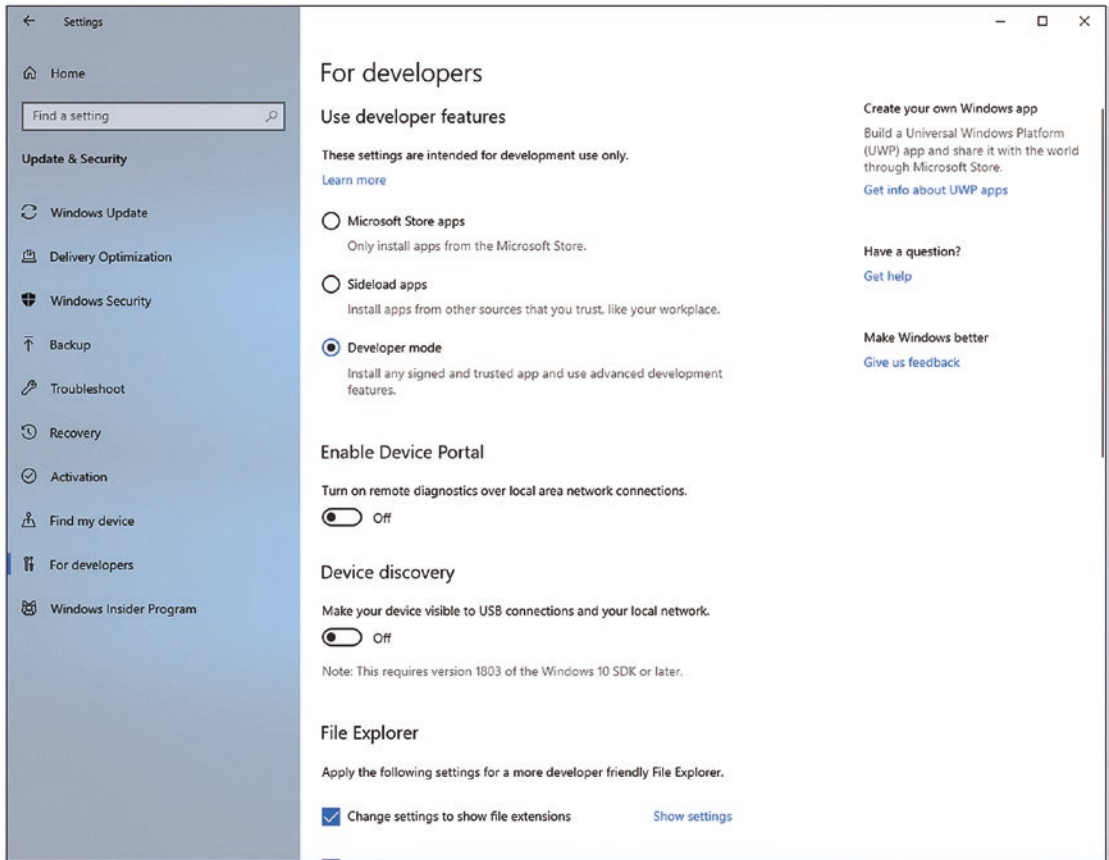 Settings
Home
Find a setting
Update & Security
Windows Update
Delivery Optimization
Windows Security
Backup
Troubleshoot
Recovery
Activation
Find my device
For developers
Windows Insider Program
For developers
Use developer features
These settings are intended for development use only.
Learn more
Microsoft Store apps
Only install apps from the Microsoft Store.
Sideload apps
Install apps from other sources that you trust, like your workplace.
Developer mode
Install any signed and trusted app and use advanced development
features.
Enable Device Portal
Turn on remote diagnostics over local area network connections.
Off
Device discovery
Make your device visible to USB connections and your local network.
Off
Note: This requires version 1803 of the Windows 10 SDK or later.
File Explorer
Apply the following settings for a more developer friendly File Explorer.
Change settings to show file extensions
Show settings
Create your own Windows app
Build a Universal Windows Platform
(UWP) app and share it with the world
through Microsoft Store.
Get info about UWP apps
Have a question?
Get help
Make Windows better
Give us feedback